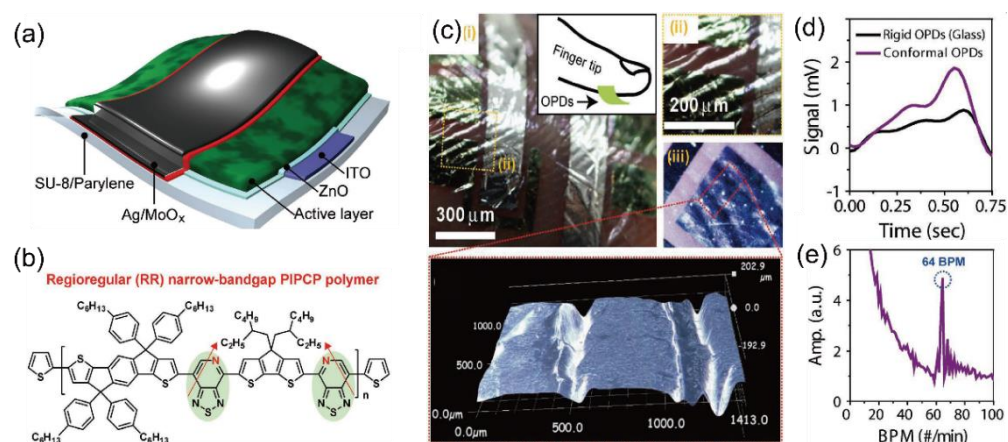 (a)
SU-8/Parylene
Ag/MoOx
Active layer
ZnO
ITO
(b)
Regioregular (RR) narrow-bandgap PIPCP polymer
C6H13
C6H13
C4H9
C2H5
C4H9
C2H5
S
S
S
N
N
N
N
S
S
S
N
N
S
S
n
C6H13
C6H13
(c)
(i)
Finger tip
OPDs
300 μm
(ii)
(ii)
200 μm
(iii)
202.9
μm
0.0
-192.9
1000.0
500.0
0.0μm
0.0μm
500.0
1000.0
1413.0
(d)
Rigid OPDs (Glass)
Conformal OPDs
Signal (mV)
2
1
0
-1
0.00
0.25
0.50
0.75
Time (sec)
(e)
64 BPM
Amp. (a.u.)
6
5
4
3
2
1
0
0
20
40
60
80
100
BPM (#/min)